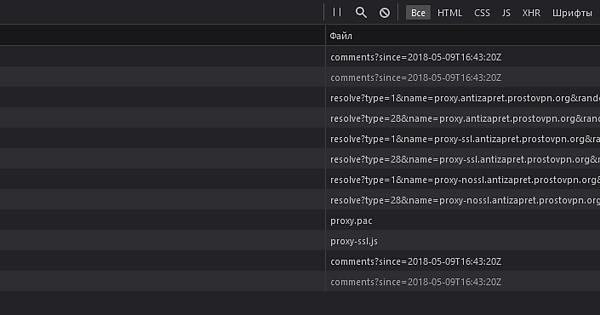 Все HTML CSS JS XHR Шрифты
Файл
comments?since=2018-05-09T16:43:20Z
comments?since=2018-05-09T16:43:20Z
resolve?type=1&name=proxy.antizapret.prostovpn.org&rand
resolve?type=28&name=proxy.antizapret.prostovpn.org&ran
resolve?type=1&name=proxy-ssl.antizapret.prostovpn.org&r
resolve?type=28&name=proxy-ssl.antizapret.prostovpn.org&
resolve?type=1&name=proxy-nossl.antizapret.prostovpn.org
resolve?type=28&name=proxy-nossl.antizapret.prostovpn.org
proxy.pac
proxy-ssl.js
comments?since=2018-05-09T16:43:20Z
comments?since=2018-05-09T16:43:20Z